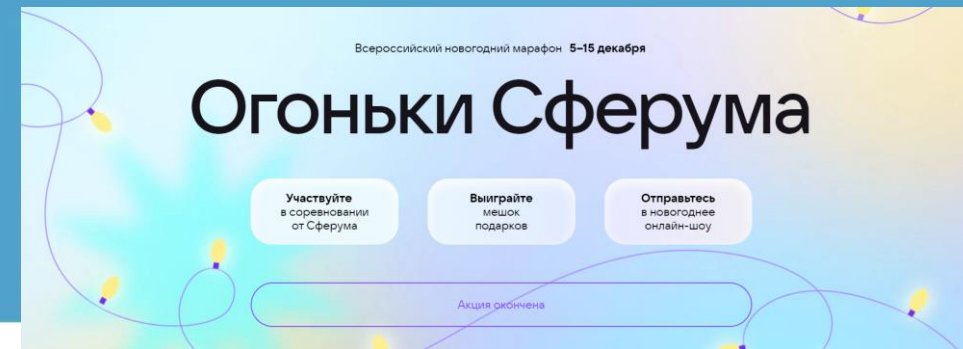 Всероссийский новогодний марафон 5–15 декабря
Огоньки Сферума
Участвуйте
в соревновании
от Сферума
Выиграйте
мешок
подарков
Отправьтесь
в новогоднее
онлайн-шоу
Акция окончена